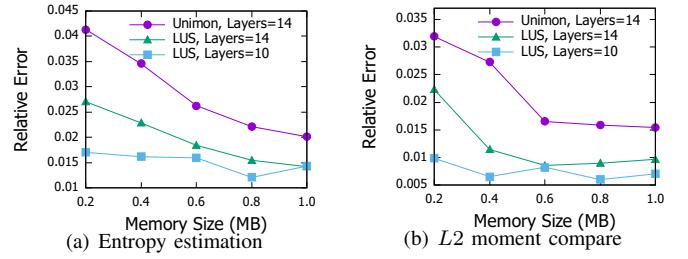 Unimon, Layers=14
LUS, Layers=14
LUS, Layers=10
Relative Error
0.045
0.04
0.035
0.03
0.025
0.02
0.015
0.01
0.2 0.4 0.6 0.8 1.0
Memory Size (MB)
(a) Entropy estimation
Unimon, Layers=14
LUS, Layers=14
LUS, Layers=10
Relative Error
0.035
0.03
0.025
0.02
0.015
0.01
0.005
0.2 0.4 0.6 0.8 1.0
Memory Size (MB)
(b) L2 moment compare